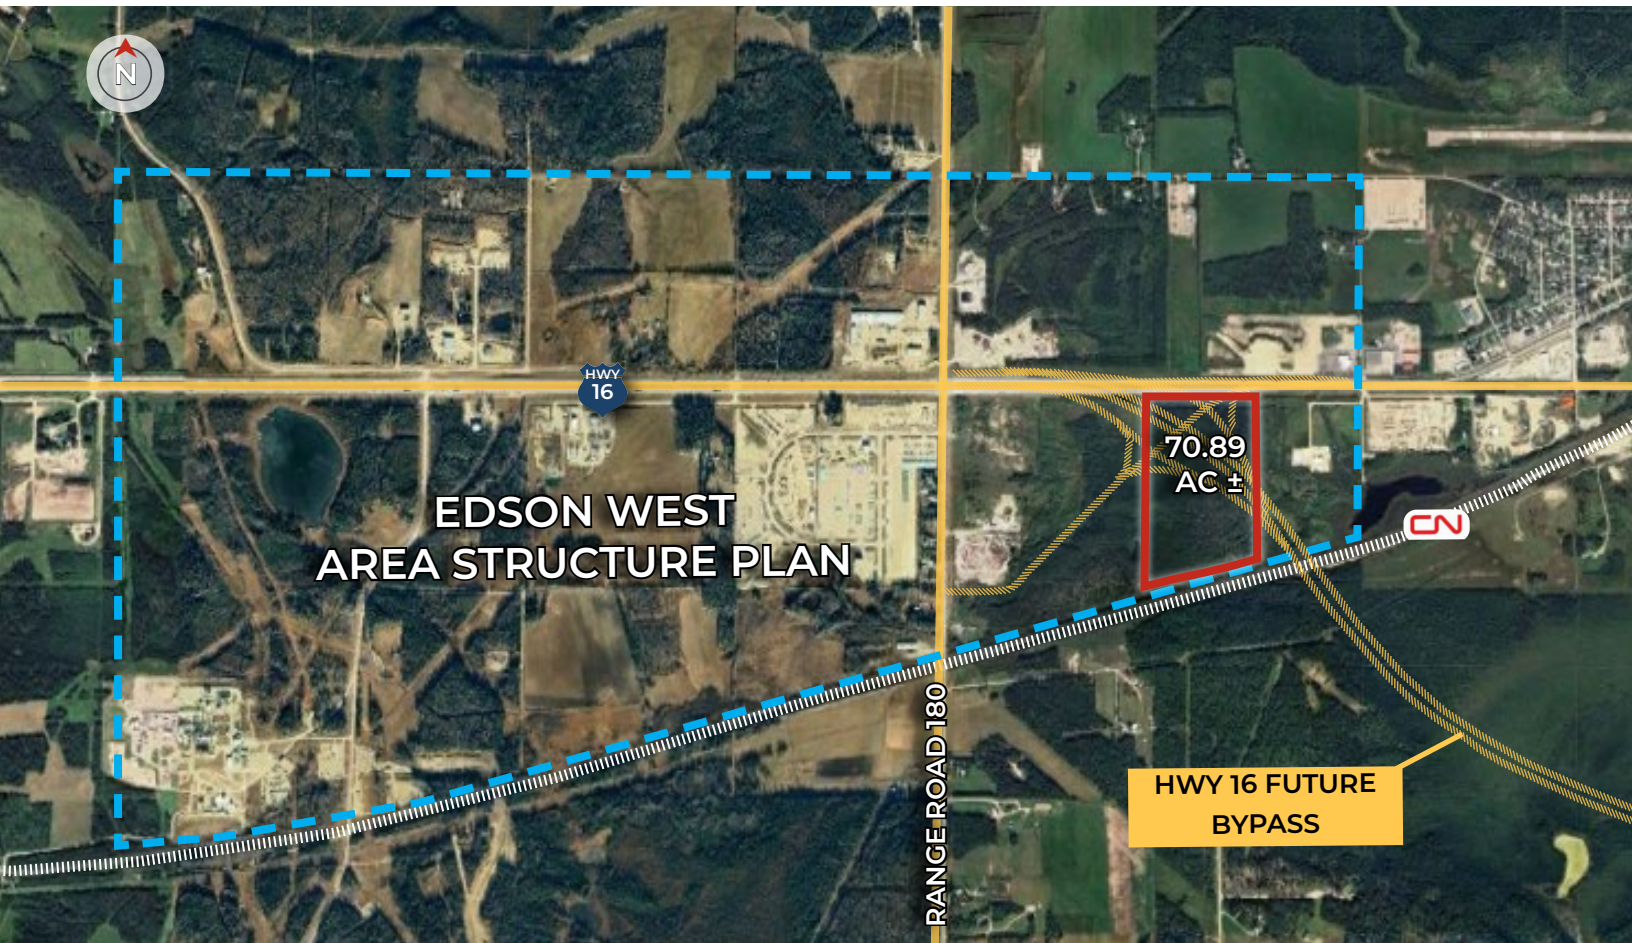 N
HWY
16
70.89
AC ±
EDSON WEST
AREA STRUCTURE PLAN
CN
RANGE ROAD 180
HWY 16 FUTURE
BYPASS